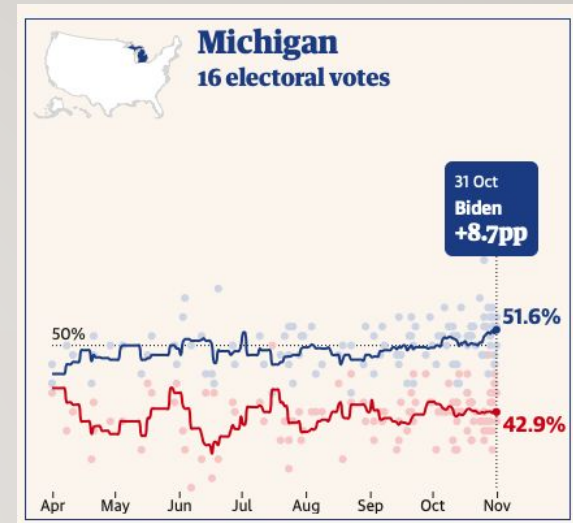 Michigan
16 electoral votes
31 Oct
Biden
+8.7pp
51.6%
50%
42.9%
Apr May Jun Jul Aug Sep Oct Nov